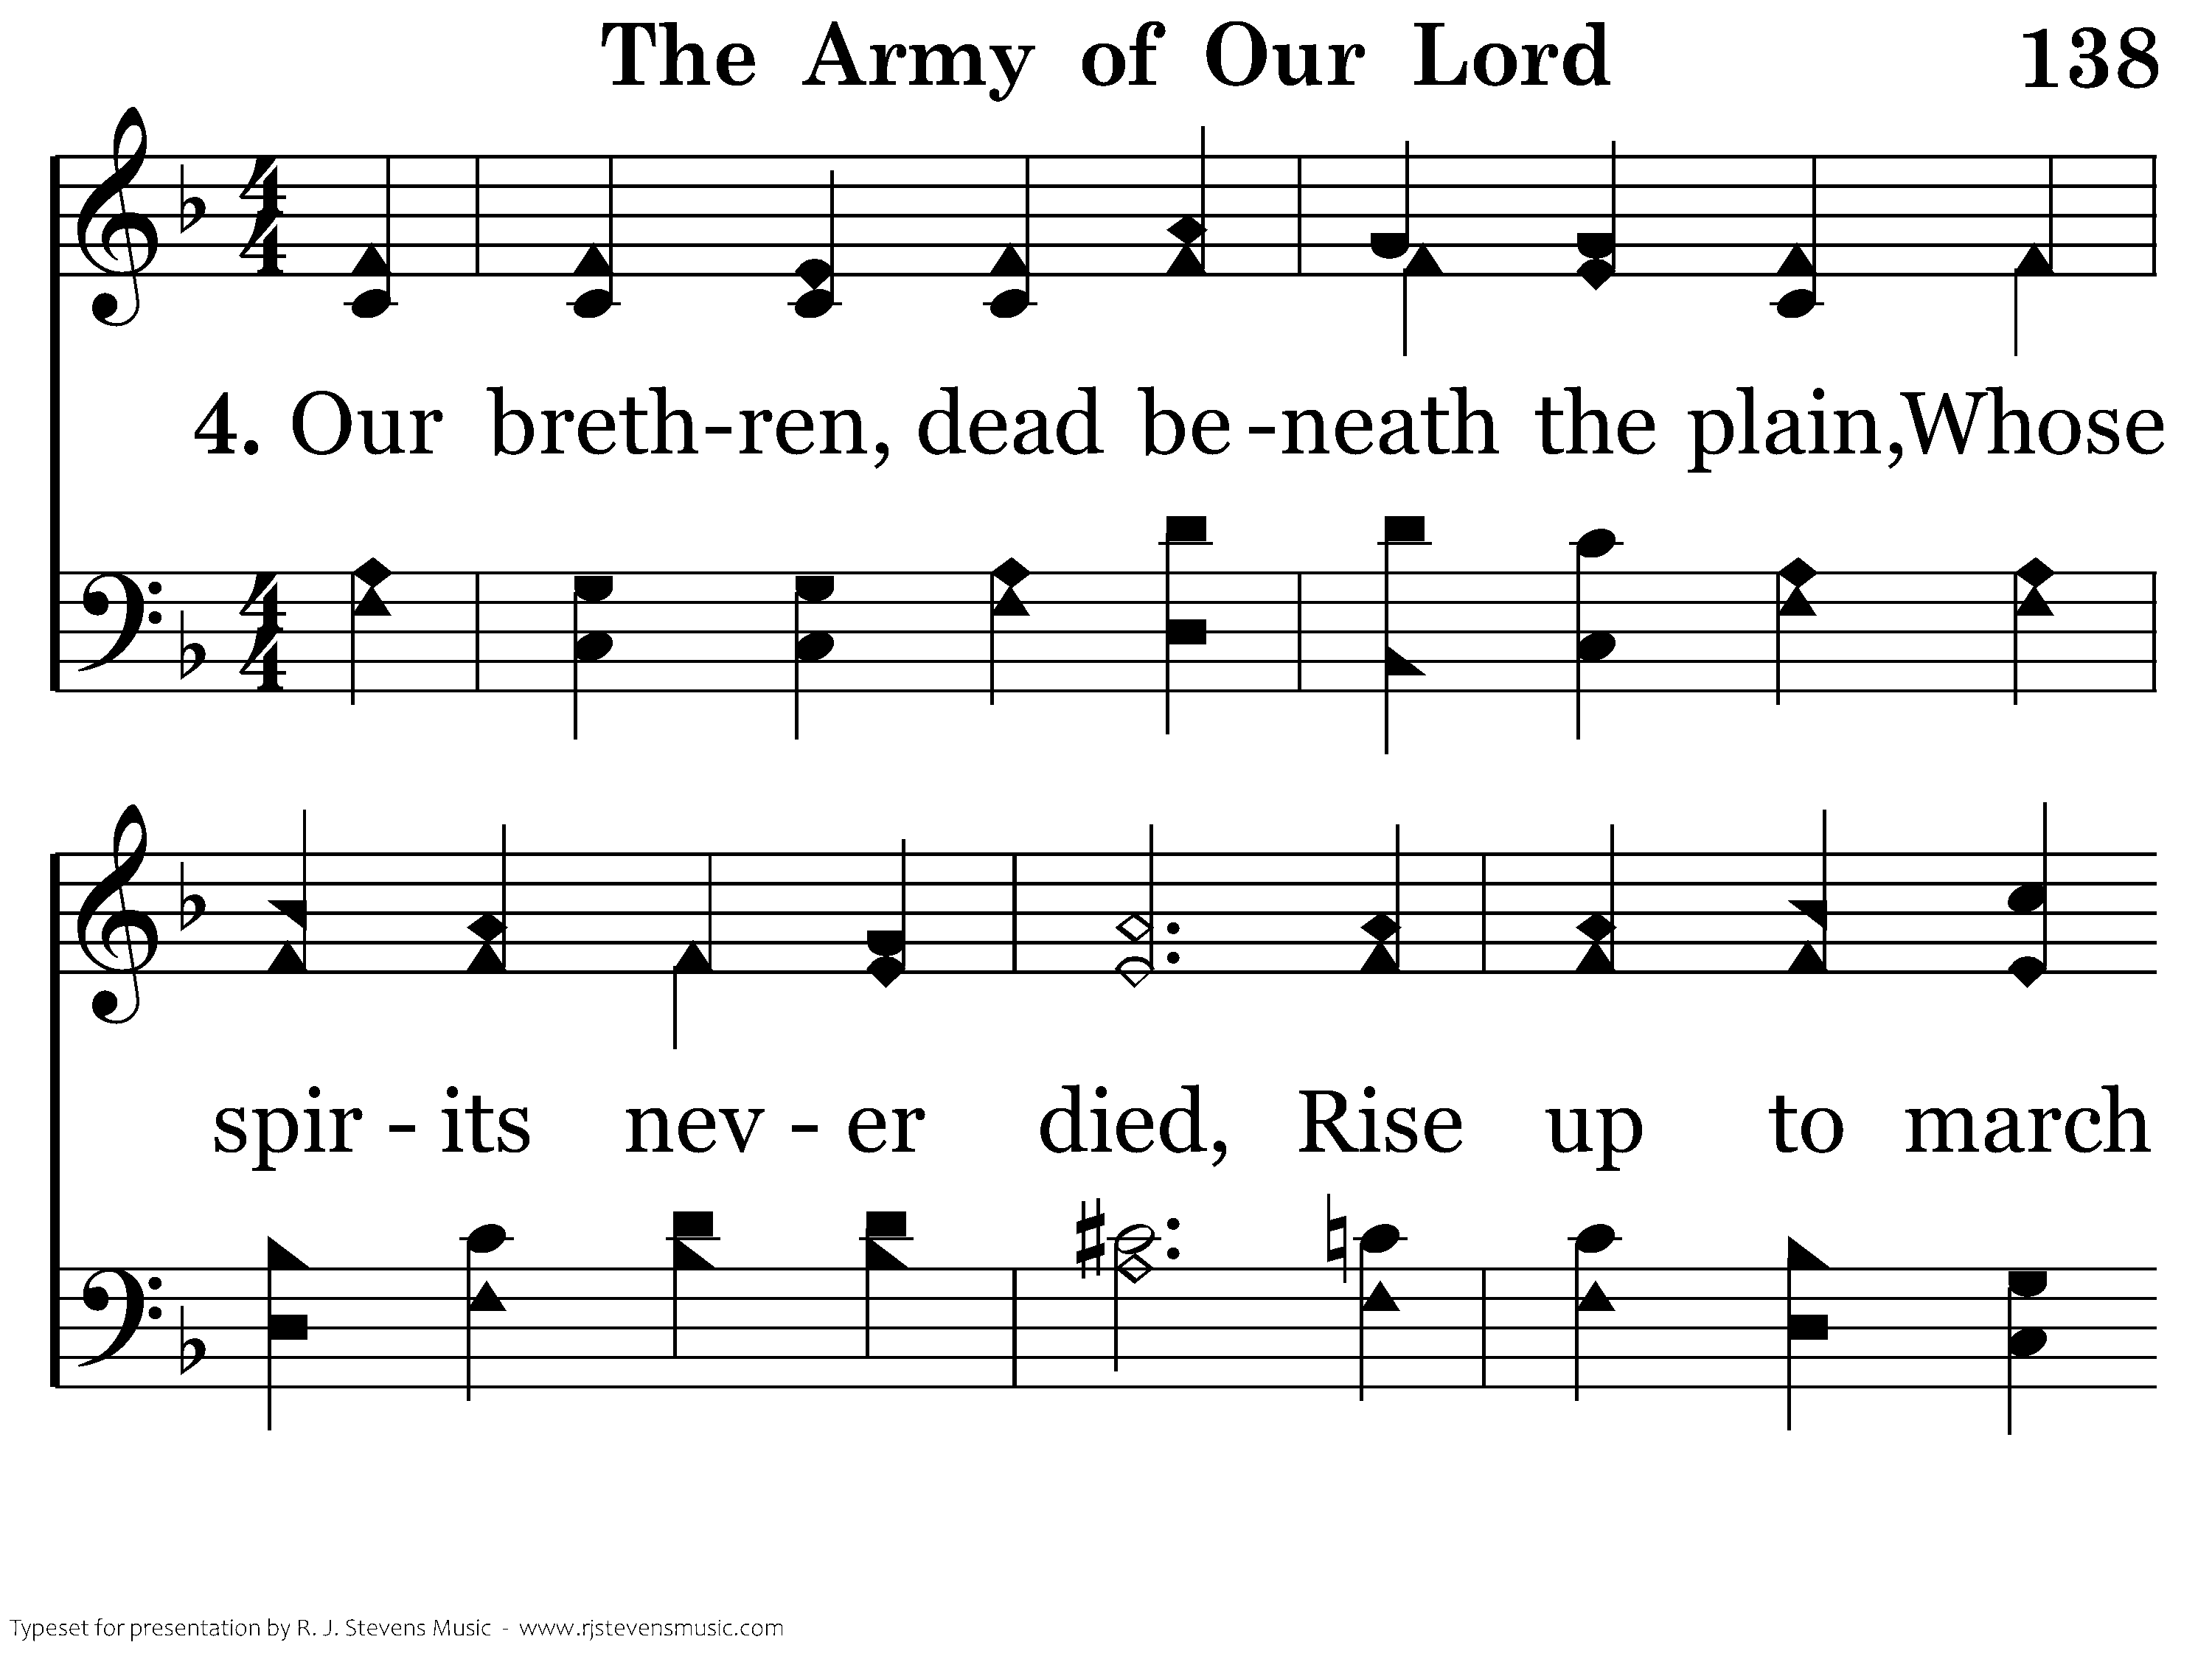 The Army of Our Lord 138
4. Our breth-ren, dead be-neath the plain, Whose
spir - its nev - er died, Rise up to march
Typeset for presentation by R. J. Stevens Music - www.rjstevensmusic.com